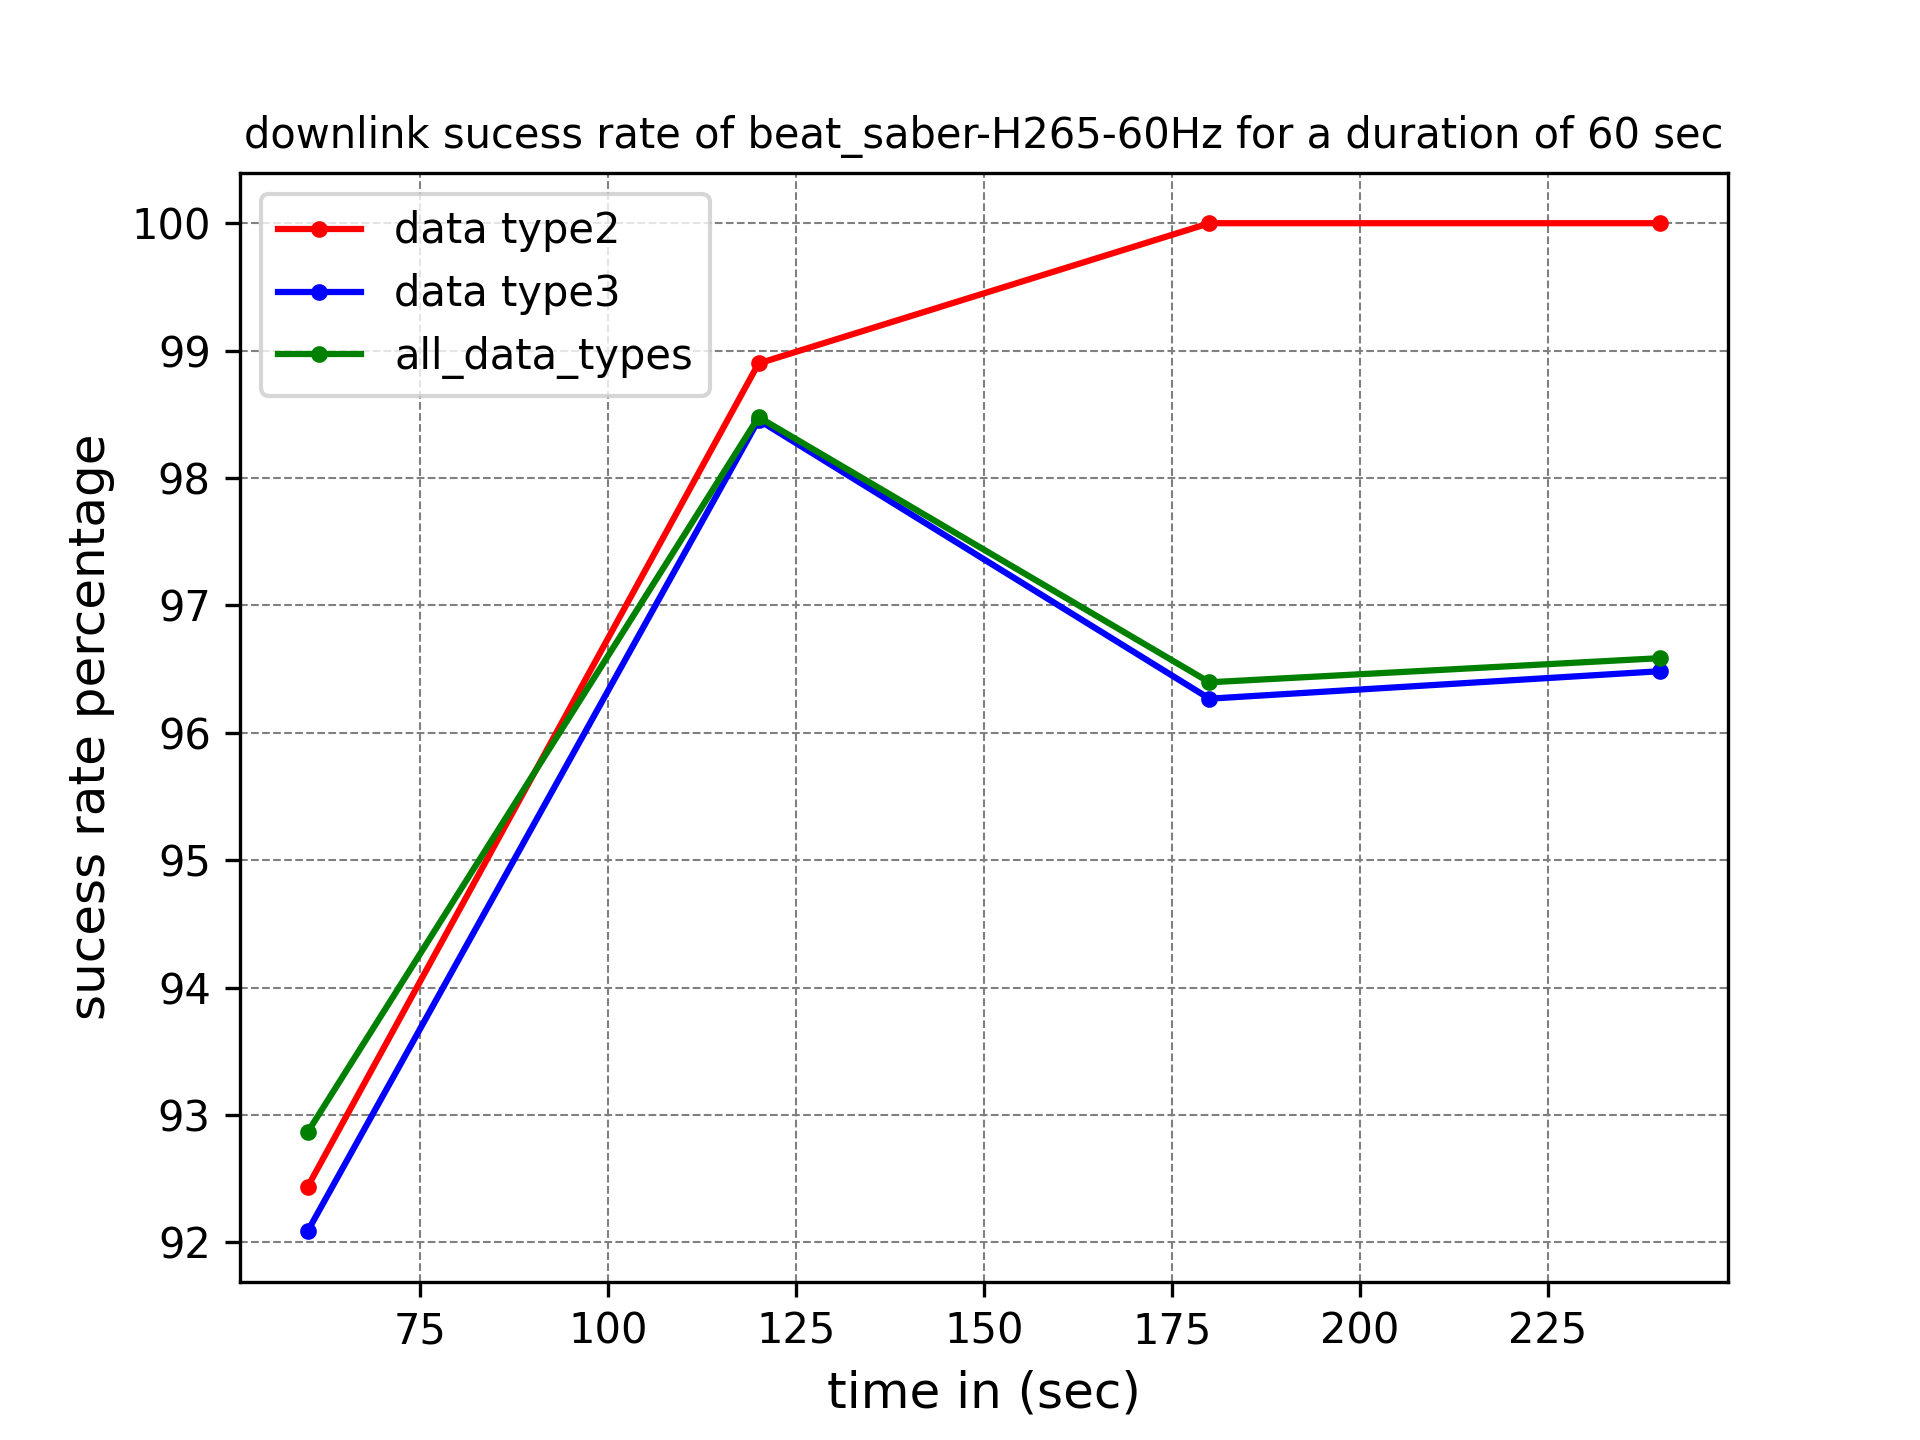 downlink sucess rate of beat_saber-H265-60Hz for a duration of 60 sec
data type2
data type3
all_data_types
sucess rate percentage
100
99
98
97
96
95
94
93
92
75 100 125 150 175 200 225
time in (sec)